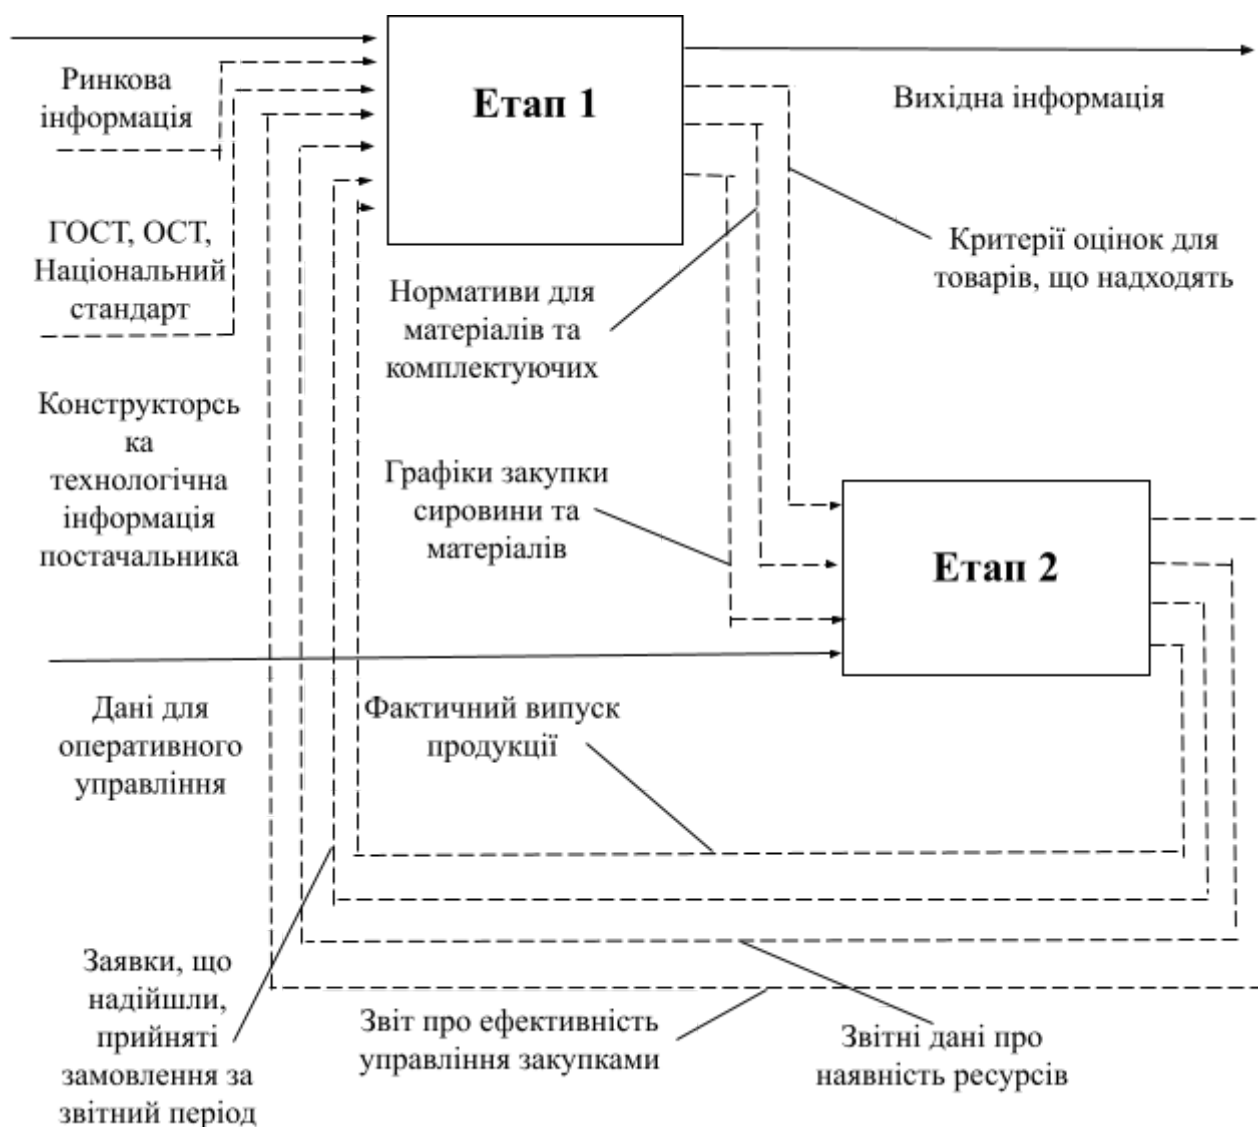 Ринкова
інформація
Етап 1
Вихідна інформація
ГОСТ, ОСТ,
Національний
стандарт
Критерії оцінок для
товарів, що надходять
Нормативи для
матеріалів та
комплектуючих
Конструкторсь
ка
технологічна
інформація
постачальника
Графіки закупки
сировини та
матеріалів
Етап 2
Дані для
оперативного
управління
Фактичний випуск
продукції
Заявки, що
надійшли,
прийняті
замовлення за
звітний період
Звіт про ефективність
управління закупками
Звітні дані про
наявність ресурсів